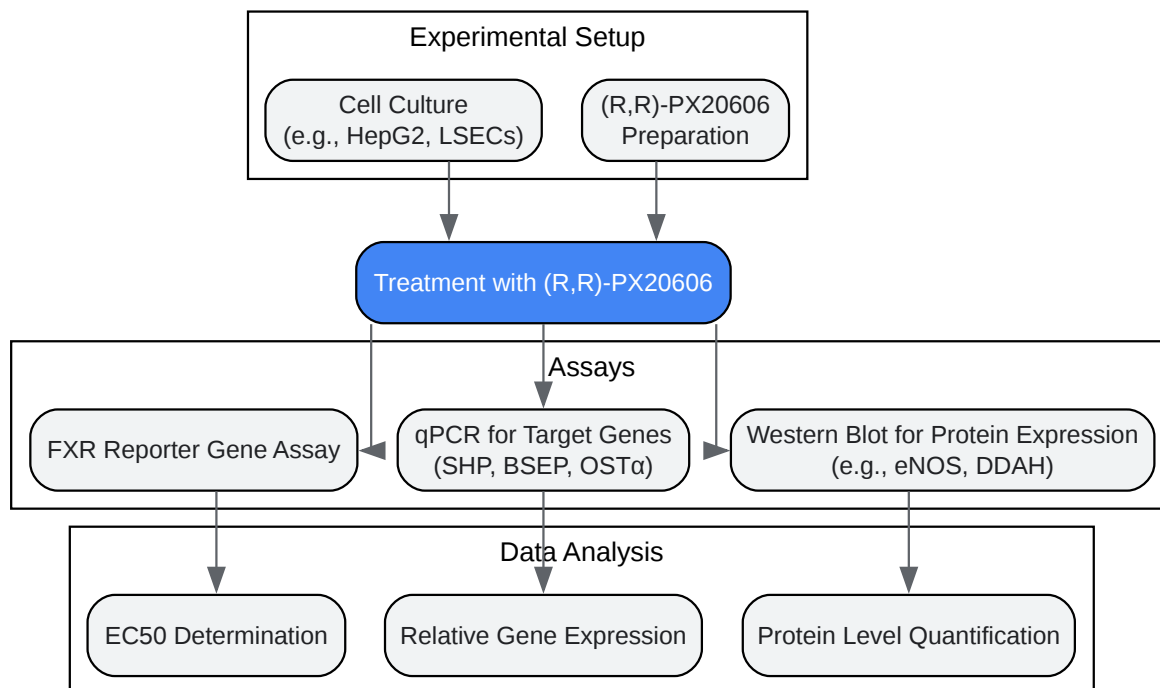 Experimental Setup
Cell Culture
(e.g., HepG2, LSECs)
(R,R)-PX20606
Preparation
Treatment with (R,R)-PX20606
Assays
FXR Reporter Gene Assay
qPCR for Target Genes
(SHP, BSEP, OSTα)
Western Blot for Protein Expression
(e.g., eNOS, DDAH)
Data Analysis
EC50 Determination
Relative Gene Expression
Protein Level Quantification